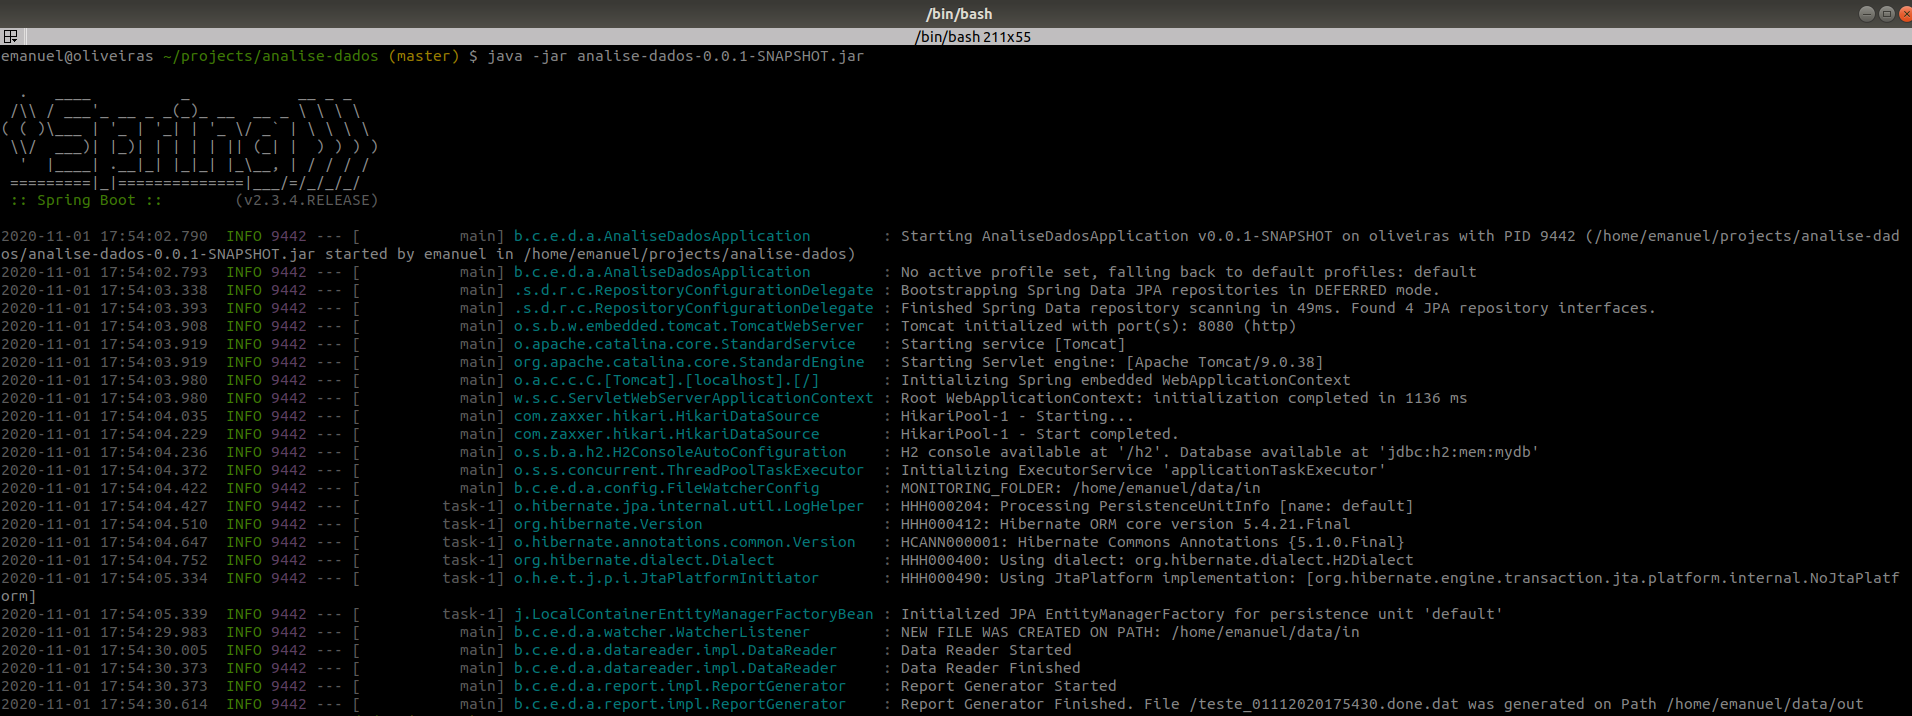 /bin/bash
/bin/bash 211x55
emanuel@oliveiras ~/projects/analise-dados (master) $ java -jar analise-dados-0.0.1-SNAPSHOT.jar
  .   ____          _            __ _ _
 /\\ / ___'_ __ _ _(_)_ __  __ _ \ \ \ \
( ( )\___ | '_ | '_| | '_ \/ _` | \ \ \ \
 \\/  ___)| |_)| | | | | || (_| |  ) ) ) )
  '  |____| .__|_| |_|_| |_\__, | / / / /
 =========|_|==============|___/=/_/_/_/
 :: Spring Boot ::        (v2.3.4.RELEASE)
2020-11-01 17:54:02.790  INFO 9442 --- [           main] b.c.e.d.a.AnaliseDadosApplication        : Starting AnaliseDadosApplication v0.0.1-SNAPSHOT on oliveiras with PID 9442 (/home/emanuel/projects/analise-dad
os/analise-dados-0.0.1-SNAPSHOT.jar started by emanuel in /home/emanuel/projects/analise-dados)
2020-11-01 17:54:02.793  INFO 9442 --- [           main] b.c.e.d.a.AnaliseDadosApplication        : No active profile set, falling back to default profiles: default
2020-11-01 17:54:03.338  INFO 9442 --- [           main] .s.d.r.c.RepositoryConfigurationDelegate : Bootstrapping Spring Data JPA repositories in DEFERRED mode.
2020-11-01 17:54:03.393  INFO 9442 --- [           main] .s.d.r.c.RepositoryConfigurationDelegate : Finished Spring Data repository scanning in 49ms. Found 4 JPA repository interfaces.
2020-11-01 17:54:03.908  INFO 9442 --- [           main] o.s.b.w.embedded.tomcat.TomcatWebServer  : Tomcat initialized with port(s): 8080 (http)
2020-11-01 17:54:03.919  INFO 9442 --- [           main] o.apache.catalina.core.StandardService   : Starting service [Tomcat]
2020-11-01 17:54:03.919  INFO 9442 --- [           main] org.apache.catalina.core.StandardEngine  : Starting Servlet engine: [Apache Tomcat/9.0.38]
2020-11-01 17:54:03.980  INFO 9442 --- [           main] o.a.c.c.C.[Tomcat].[localhost].[/]       : Initializing Spring embedded WebApplicationContext
2020-11-01 17:54:03.980  INFO 9442 --- [           main] w.s.c.ServletWebServerApplicationContext : Root WebApplicationContext: initialization completed in 1136 ms
2020-11-01 17:54:04.035  INFO 9442 --- [           main] com.zaxxer.hikari.HikariDataSource       : HikariPool-1 - Starting...
2020-11-01 17:54:04.229  INFO 9442 --- [           main] com.zaxxer.hikari.HikariDataSource       : HikariPool-1 - Start completed.
2020-11-01 17:54:04.236  INFO 9442 --- [           main] o.s.b.a.h2.H2ConsoleAutoConfiguration    : H2 console available at '/h2'. Database available at 'jdbc:h2:mem:mydb'
2020-11-01 17:54:04.372  INFO 9442 --- [           main] o.s.s.concurrent.ThreadPoolTaskExecutor  : Initializing ExecutorService 'applicationTaskExecutor'
2020-11-01 17:54:04.422  INFO 9442 --- [           main] b.c.e.d.a.config.FileWatcherConfig       : MONITORING_FOLDER: /home/emanuel/data/in
2020-11-01 17:54:04.427  INFO 9442 --- [         task-1] o.hibernate.jpa.internal.util.LogHelper  : HHH000204: Processing PersistenceUnitInfo [name: default]
2020-11-01 17:54:04.510  INFO 9442 --- [         task-1] org.hibernate.Version                    : HHH000412: Hibernate ORM core version 5.4.21.Final
2020-11-01 17:54:04.647  INFO 9442 --- [         task-1] o.hibernate.annotations.common.Version   : HCANN000001: Hibernate Commons Annotations {5.1.0.Final}
2020-11-01 17:54:04.752  INFO 9442 --- [         task-1] org.hibernate.dialect.Dialect            : HHH000400: Using dialect: org.hibernate.dialect.H2Dialect
2020-11-01 17:54:05.334  INFO 9442 --- [         task-1] o.h.e.t.j.p.i.JtaPlatformInitiator       : HHH000490: Using JtaPlatform implementation: [org.hibernate.engine.transaction.jta.platform.internal.NoJtaPlatf
orm]
2020-11-01 17:54:05.339  INFO 9442 --- [         task-1] j.LocalContainerEntityManagerFactoryBean : Initialized JPA EntityManagerFactory for persistence unit 'default'
2020-11-01 17:54:29.983  INFO 9442 --- [           main] b.c.e.d.a.watcher.WatcherListener        : NEW FILE WAS CREATED ON PATH: /home/emanuel/data/in
2020-11-01 17:54:30.005  INFO 9442 --- [           main] b.c.e.d.a.datareader.impl.DataReader     : Data Reader Started
2020-11-01 17:54:30.373  INFO 9442 --- [           main] b.c.e.d.a.datareader.impl.DataReader     : Data Reader Finished
2020-11-01 17:54:30.373  INFO 9442 --- [           main] b.c.e.d.a.report.impl.ReportGenerator    : Report Generator Started
2020-11-01 17:54:30.614  INFO 9442 --- [           main] b.c.e.d.a.report.impl.ReportGenerator    : Report Generator Finished. File /teste_01112020175430.done.dat was generated on Path /home/emanuel/data/out